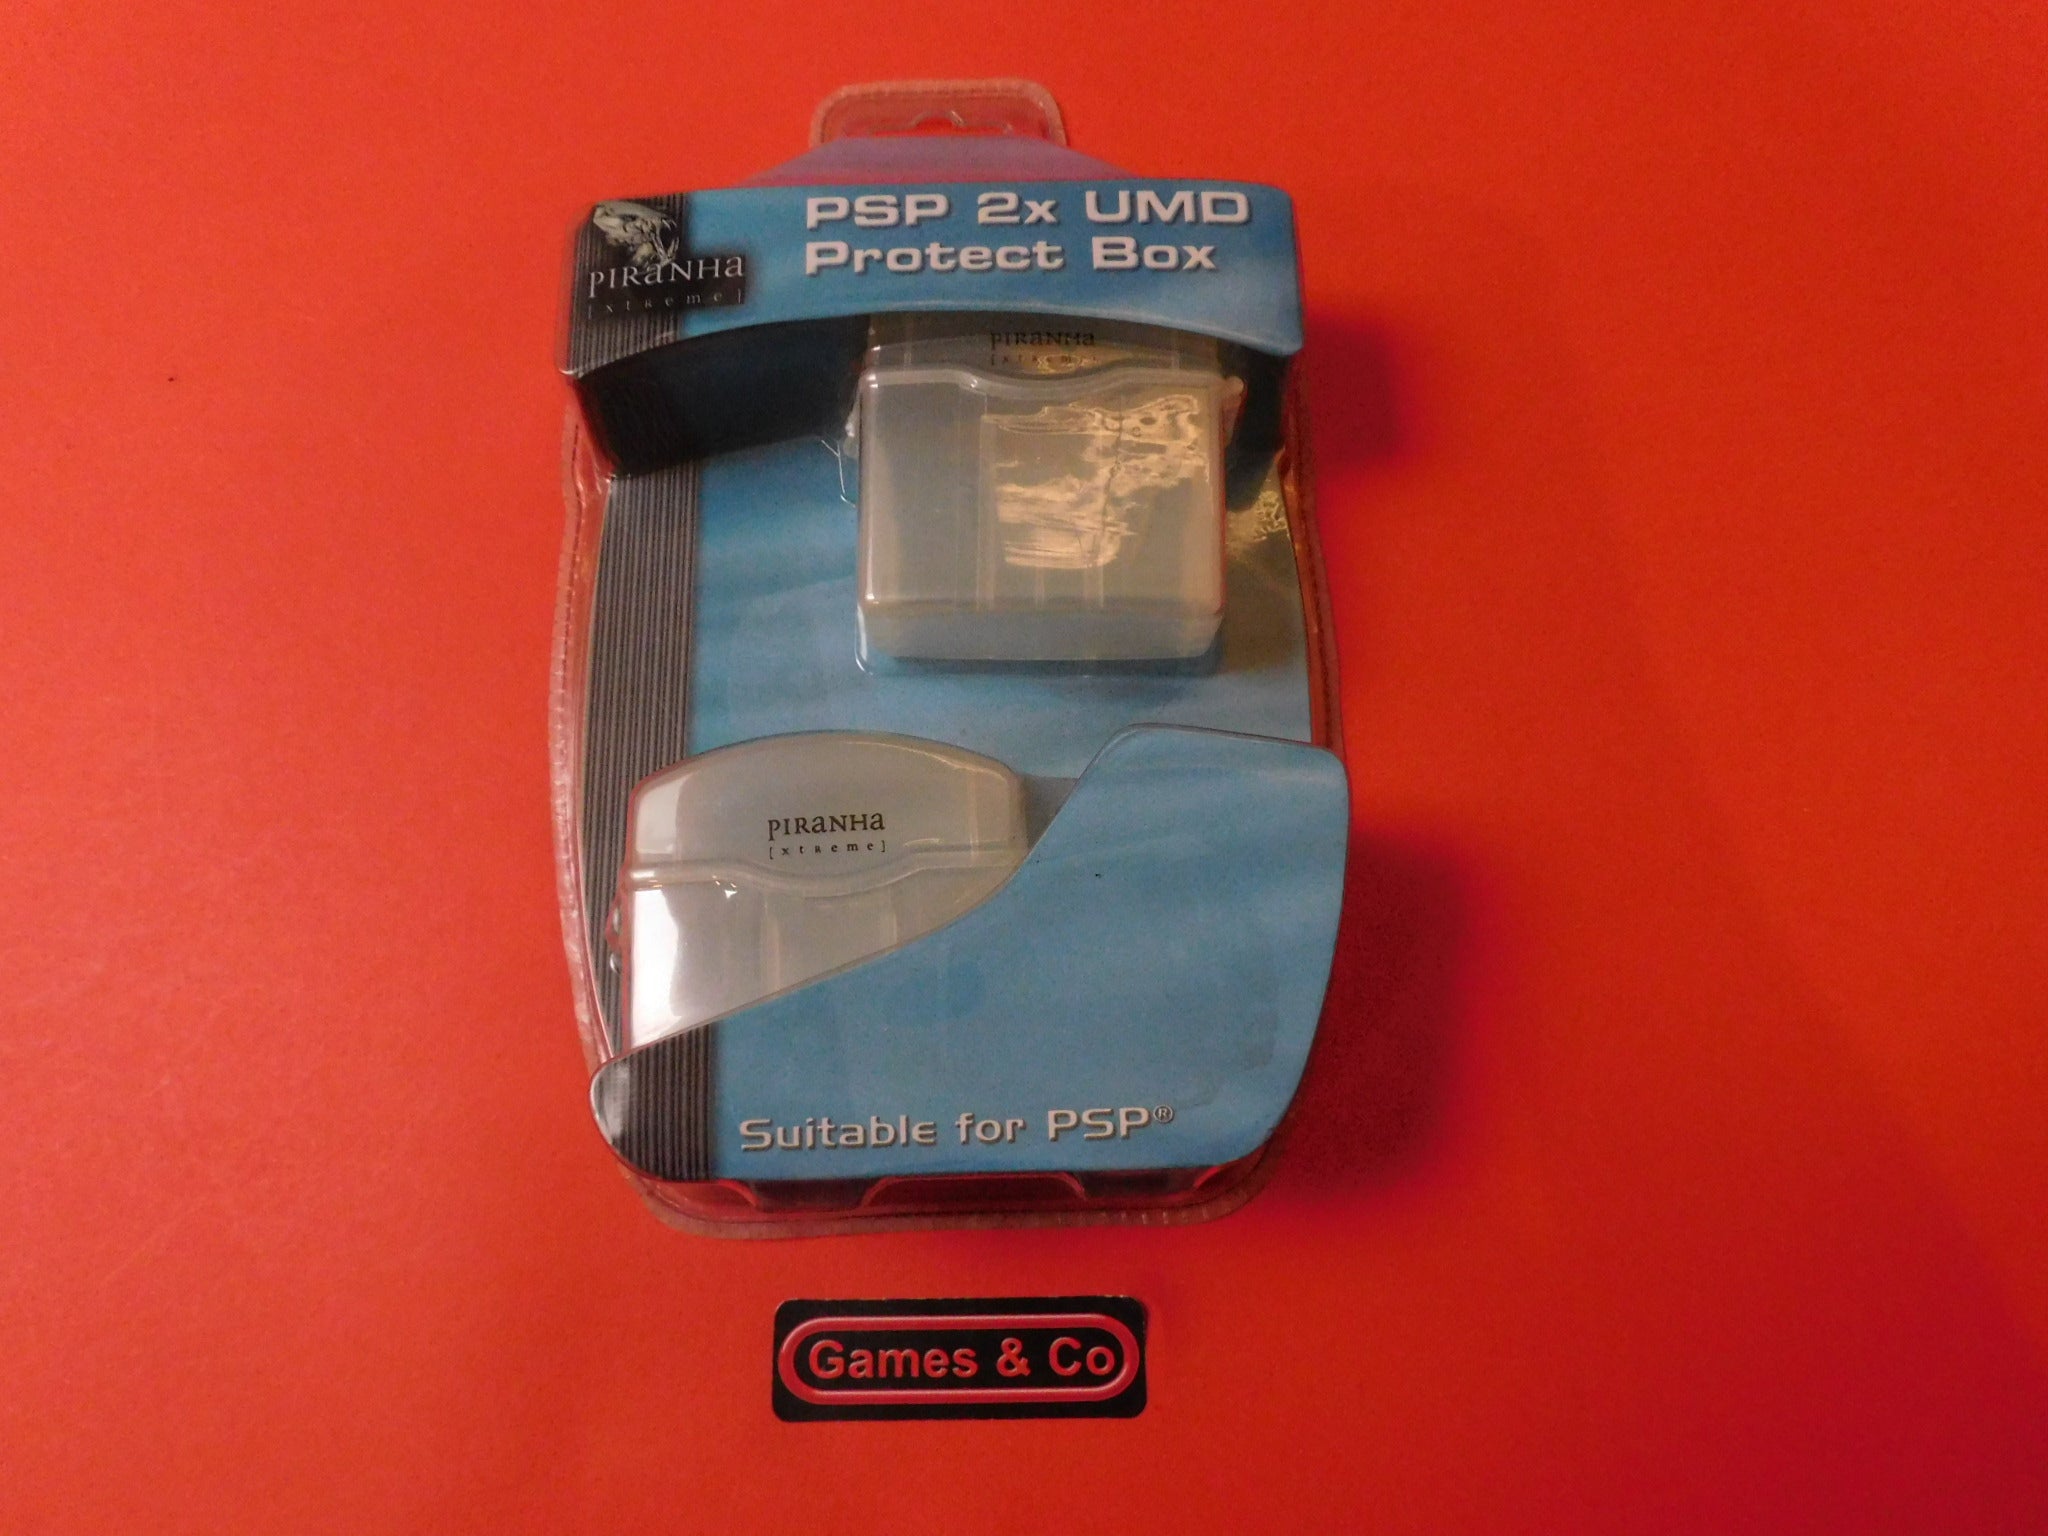 PSP 2x UMD
Protect Box
PIRANHA
[xtreme]
PIRANHA
[xtreme]
PIRANHA
[xtreme]
Suitable for PSP®
Games & Co